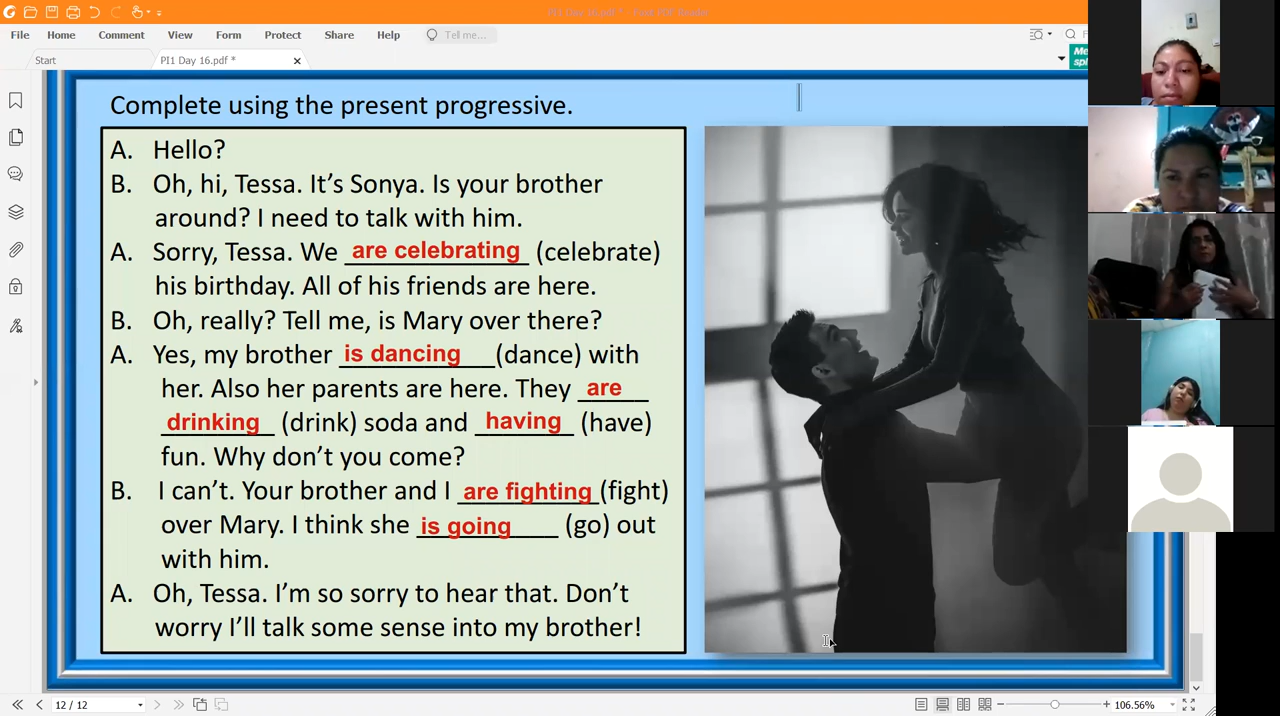 File Home Comment View Form Protect Share Help Tell me...
Start PI1 Day 16.pdf *
Complete using the present progressive.
A. Hello?
B. Oh, hi, Tessa. It’s Sonya. Is your brother
around? I need to talk with him.
A. Sorry, Tessa. We are celebrating (celebrate)
his birthday. All of his friends are here.
B. Oh, really? Tell me, is Mary over there?
A. Yes, my brother is dancing (dance) with
her. Also her parents are here. They are
drinking (drink) soda and having (have)
fun. Why don’t you come?
B. I can’t. Your brother and I are fighting (fight)
over Mary. I think she is going (go) out
with him.
A. Oh, Tessa. I’m so sorry to hear that. Don’t
worry I’ll talk some sense into my brother!
12 / 12
106.56%